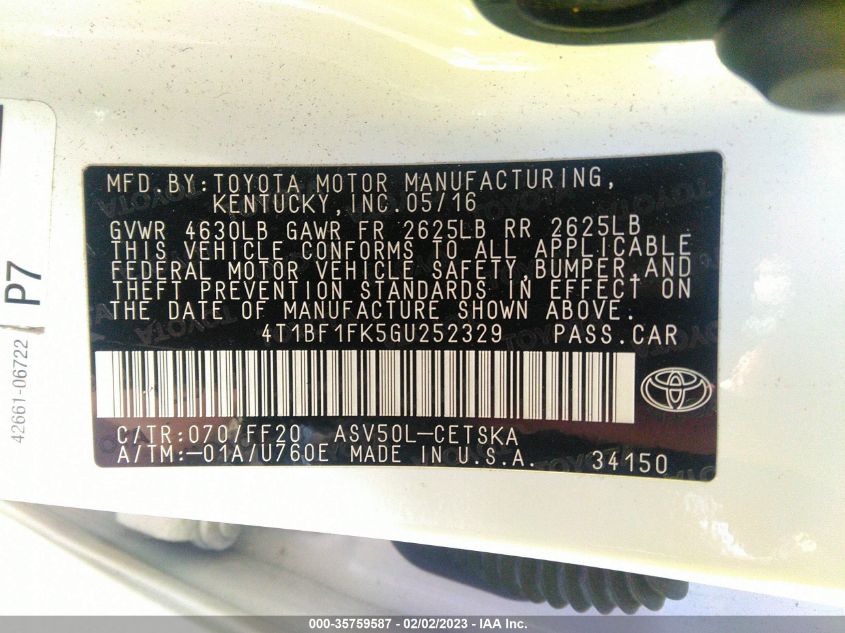 MFD.BY:TOYOTA MOTOR MANUFACTURING,
KENTUCKY, INC.05/16
GVWR 4630LB GAWR FR 2625LB RR 2625LB
THIS VEHICLE CONFORMS TO ALL APPLICABLE
FEDERAL MOTOR VEHICLE SAFETY,BUMPER,AND
THEFT PREVENTION STANDARDS IN EFFECT ON
THE DATE OF MANUFACTURE SHOWN ABOVE.
4T1BF1FK5GU252329 PASS.CAR
C/TR:070/FF20 ASV50L-CETSKA
A/TM:-01A/U760E MADE IN U.S.A. 34150
P7
42661-06722
000-35759587 - 02/02/2023 - IAA Inc.